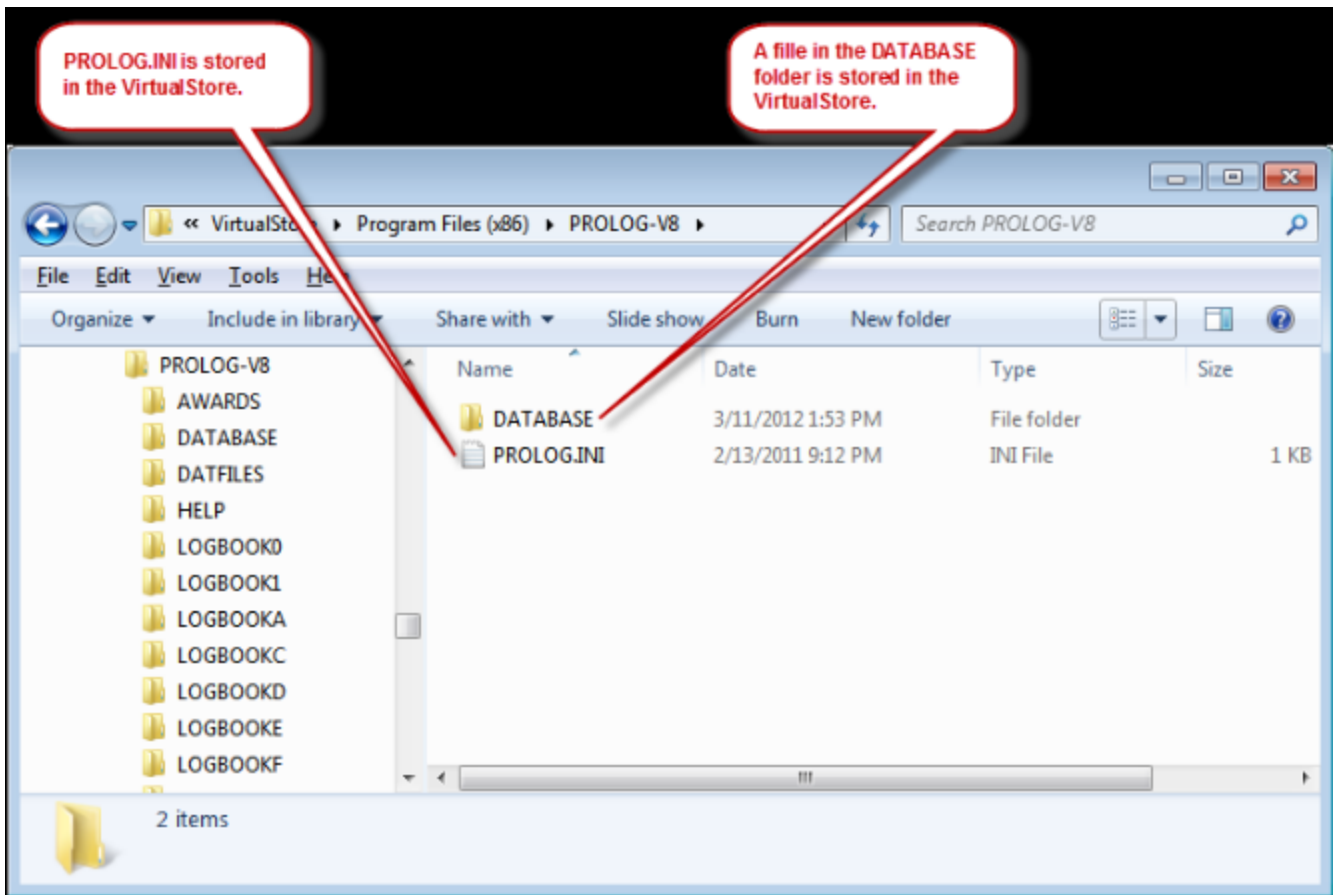 PROLOG.INI is stored
in the VirtualStore.
A fille in the DATABASE
folder is stored in the
VirtualStore.
« VirtualSto Program Files (x86) PROLOG-V8
Search PROLOG-V8
File Edit View Tools Help
Organize Include in library Share with Slide show Burn New folder
PROLOG-V8
AWARDS
DATABASE
DATFILES
HELP
LOGBOOK0
LOGBOOK1
LOGBOOKA
LOGBOOKC
LOGBOOKD
LOGBOOKE
LOGBOOKF
Name Date Type Size
DATABASE 3/11/2012 1:53 PM File folder
PROLOG.INI 2/13/2011 9:12 PM INI File 1 KB
2 items